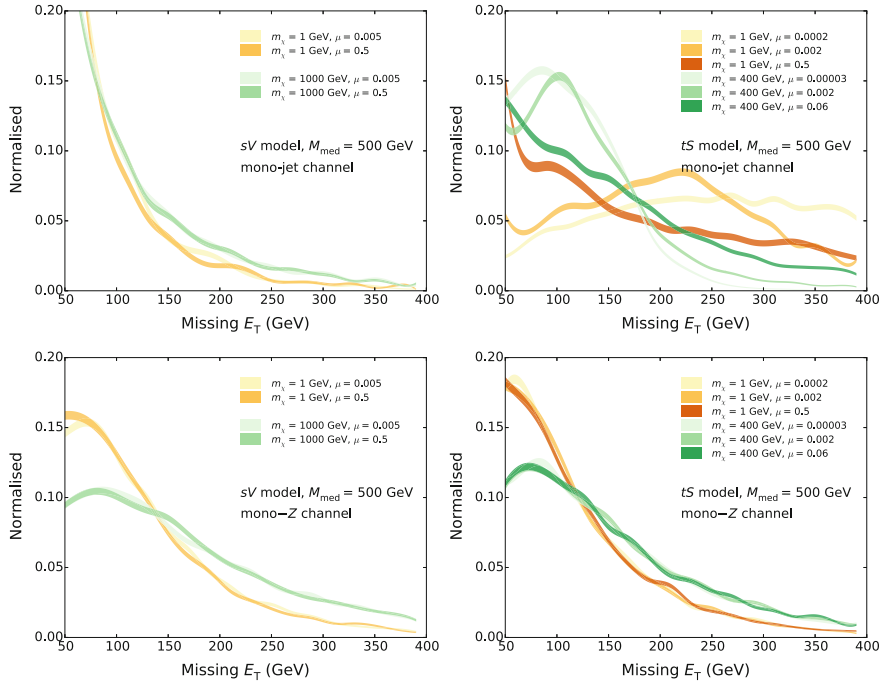 0.20
0.15
0.10
0.05
0.00
Normalised
50 100 150 200 250 300 350 400
Missing E_T (GeV)
m_χ = 1 GeV, μ = 0.005
m_χ = 1 GeV, μ = 0.5
m_χ = 1000 GeV, μ = 0.005
m_χ = 1000 GeV, μ = 0.5
sV model, M_med = 500 GeV
mono-jet channel
0.20
0.15
0.10
0.05
0.00
Normalised
50 100 150 200 250 300 350 400
Missing E_T (GeV)
m_χ = 1 GeV, μ = 0.0002
m_χ = 1 GeV, μ = 0.002
m_χ = 1 GeV, μ = 0.5
m_χ = 400 GeV, μ = 0.00003
m_χ = 400 GeV, μ = 0.002
m_χ = 400 GeV, μ = 0.06
tS model, M_med = 500 GeV
mono-jet channel
0.20
0.15
0.10
0.05
0.00
Normalised
50 100 150 200 250 300 350 400
Missing E_T (GeV)
m_χ = 1 GeV, μ = 0.005
m_χ = 1 GeV, μ = 0.5
m_χ = 1000 GeV, μ = 0.005
m_χ = 1000 GeV, μ = 0.5
sV model, M_med = 500 GeV
mono−Z channel
0.20
0.15
0.10
0.05
0.00
Normalised
50 100 150 200 250 300 350 400
Missing E_T (GeV)
m_χ = 1 GeV, μ = 0.0002
m_χ = 1 GeV, μ = 0.002
m_χ = 1 GeV, μ = 0.5
m_χ = 400 GeV, μ = 0.00003
m_χ = 400 GeV, μ = 0.002
m_χ = 400 GeV, μ = 0.06
tS model, M_med = 500 GeV
mono−Z channel